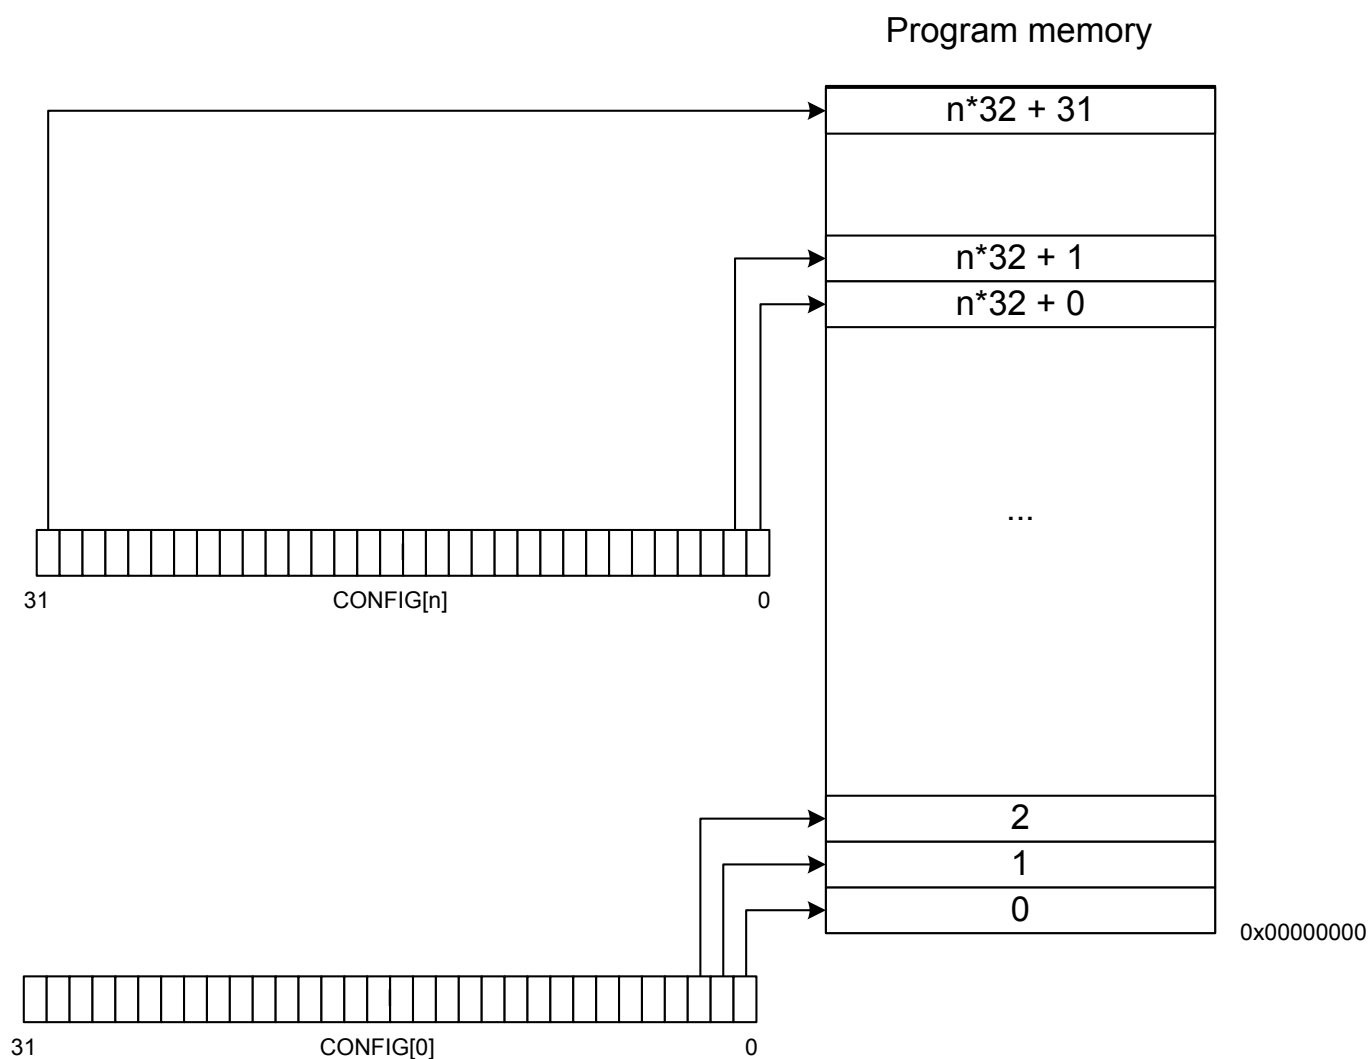 Program memory
n*32 + 31
n*32 + 1
n*32 + 0
...
31 CONFIG[n] 0
2
1
0
0x00000000
31 CONFIG[0] 0